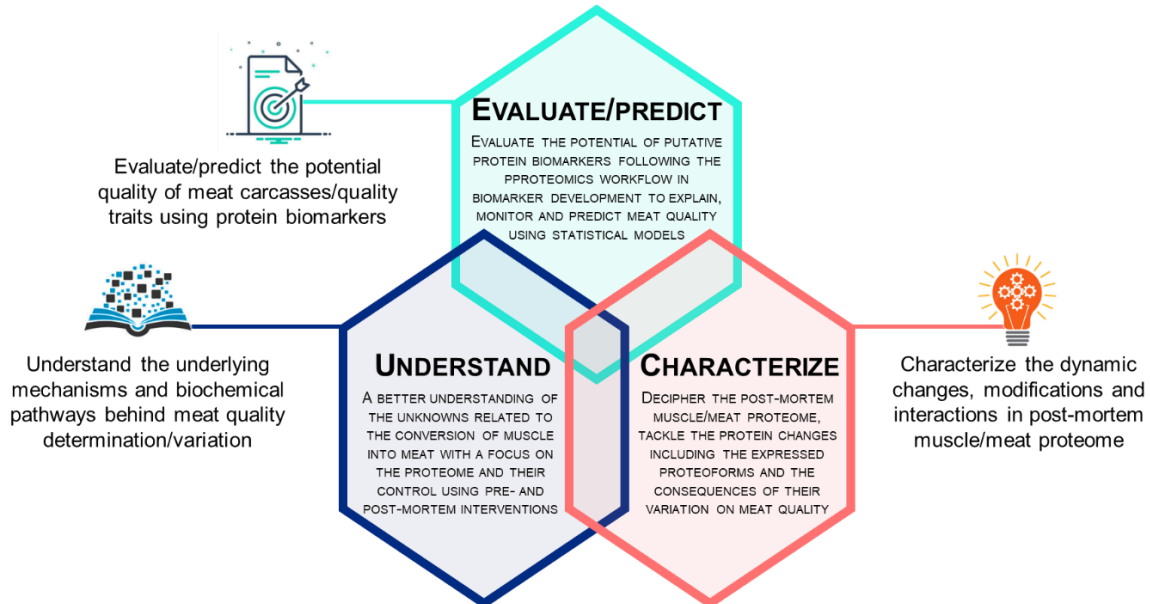 EVALUATE/PREDICT
EVALUATE THE POTENTIAL OF PUTATIVE
PROTEIN BIOMARKERS FOLLOWING THE
PPROTEOMICS WORKFLOW IN
BIOMARKER DEVELOPMENT TO EXPLAIN,
MONITOR AND PREDICT MEAT QUALITY
USING STATISTICAL MODELS
Evaluate/predict the potential
quality of meat carcasses/quality
traits using protein biomarkers
Understand the underlying
mechanisms and biochemical
pathways behind meat quality
determination/variation
UNDERSTAND
A BETTER UNDERSTANDING OF
THE UNKNOWNS RELATED TO
THE CONVERSION OF MUSCLE
INTO MEAT WITH A FOCUS ON
THE PROTEOME AND THEIR
CONTROL USING PRE- AND
POST-MORTEM INTERVENTIONS
CHARACTERIZE
DECIPHER THE POST-MORTEM
MUSCLE/MEAT PROTEOME,
TACKLE THE PROTEIN CHANGES
INCLUDING THE EXPRESSED
PROTEOFORMS AND THE
CONSEQUENCES OF THEIR
VARIATION ON MEAT QUALITY
Characterize the dynamic
changes, modifications and
interactions in post-mortem
muscle/meat proteome